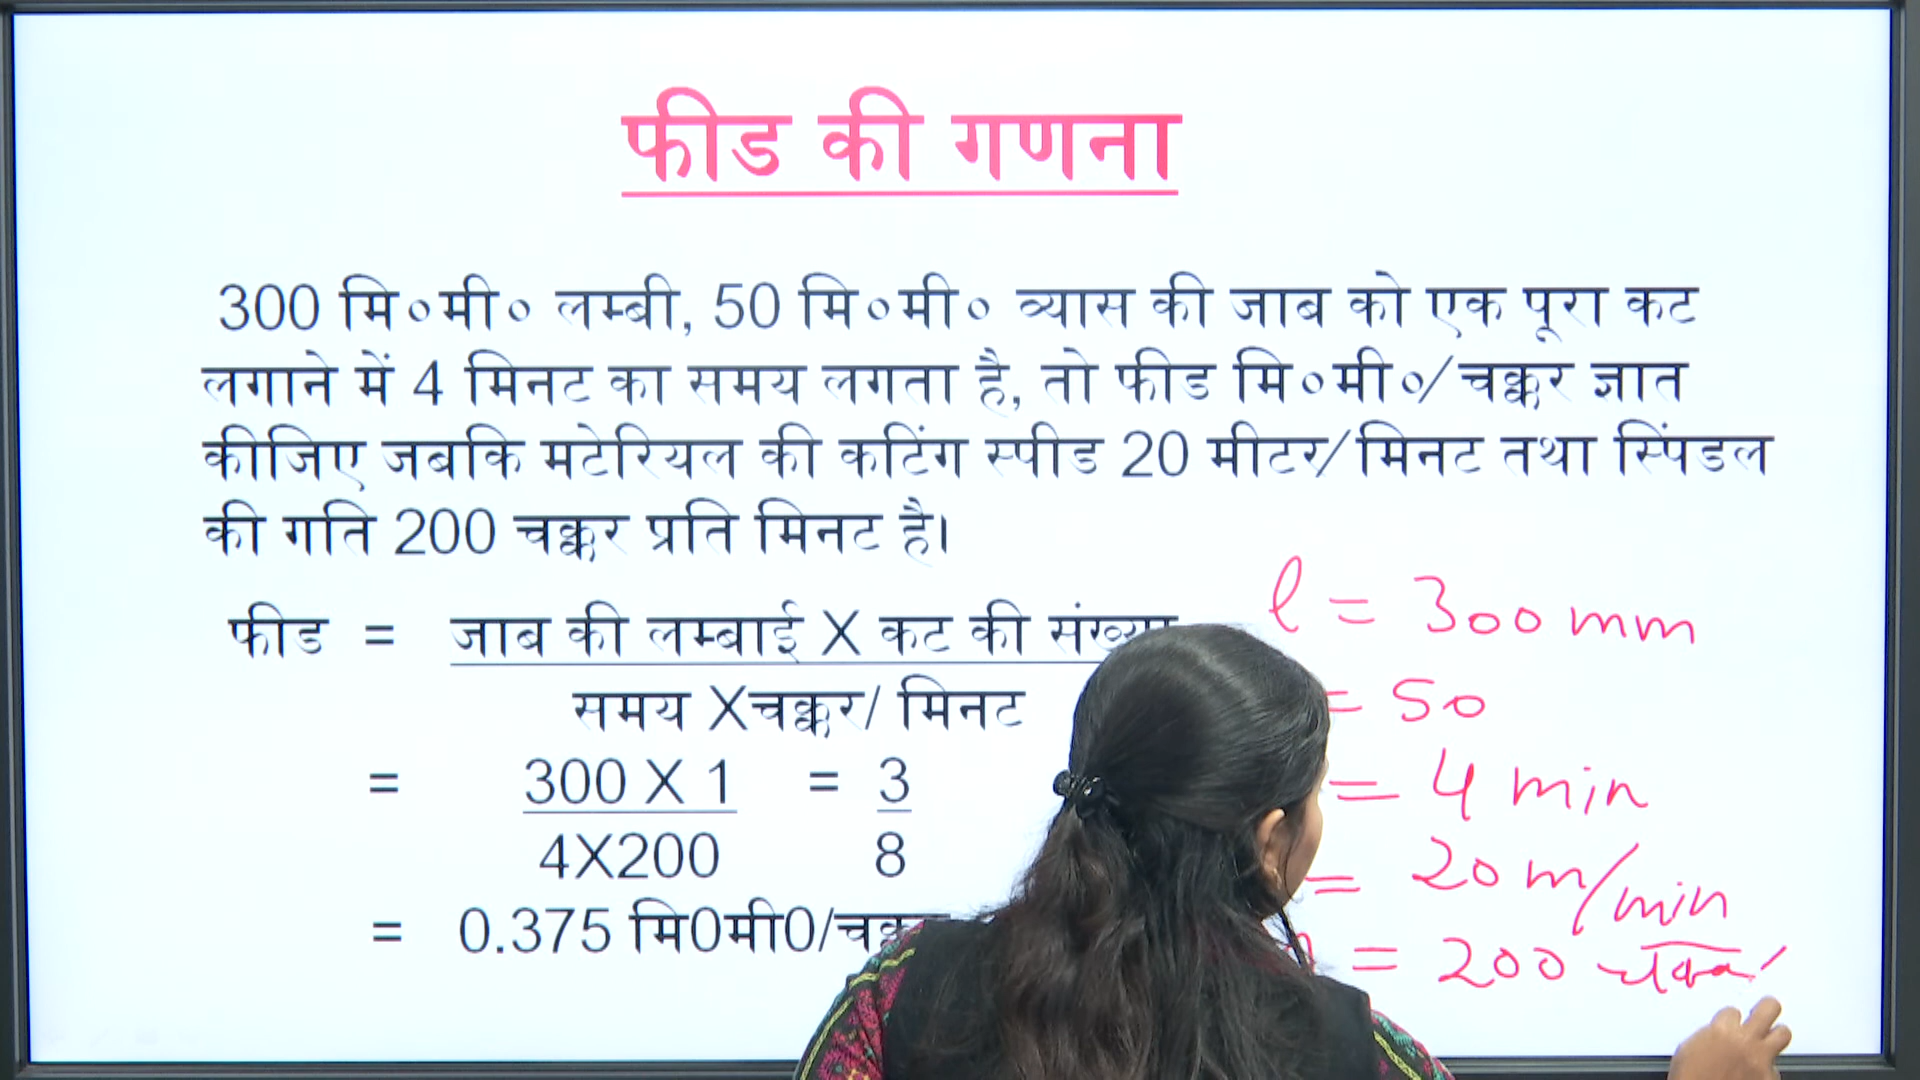 फीड की गणना
300 मि०मी० लम्बी, 50 मि०मी० व्यास की जाब को एक पूरा कट
लगाने में 4 मिनट का समय लगता है, तो फीड मि०मी०/चक्कर ज्ञात
कीजिए जबकि मटेरियल की कटिंग स्पीड 20 मीटर/मिनट तथा स्पिंडल
की गति 200 चक्कर प्रति मिनट है।
फीड = जाब की लम्बाई X कट की संख्या
समय Xचक्कर/ मिनट
= 300 X 1 = 3
4X200 8
= 0.375 मि0मी0/
l = 300 mm
= 50
= 4 min
= 20 m/min
= 200 चक्कर/